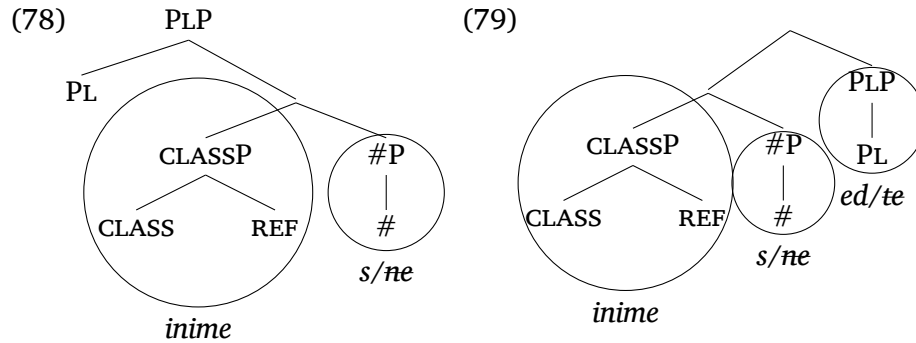 (78)
PLP
PL
CLASSP
#P
CLASS
REF
#
s/ne
inime
(79)
PLP
CLASSP
#P
PL
CLASS
REF
#
ed/te
s/ne
inime